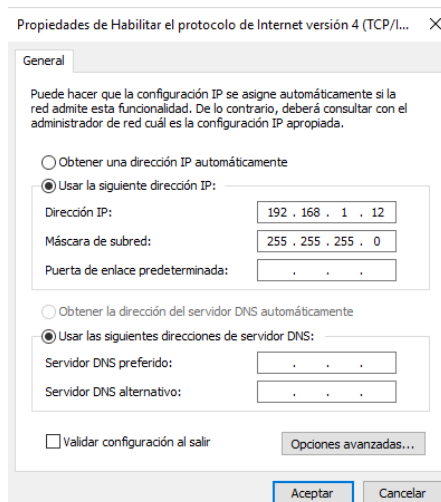 Propiedades de Habilitar el protocolo de Internet versión 4 (TCP/I...
General
Puede hacer que la configuración IP se asigne automáticamente si la
red admite esta funcionalidad. De lo contrario, deberá consultar con el
administrador de red cuál es la configuración IP apropiada.
Obtener una dirección IP automáticamente
Usar la siguiente dirección IP:
Dirección IP: 192 . 168 . 1 . 12
Máscara de subred: 255 . 255 . 255 . 0
Puerta de enlace predeterminada: . . .
Obtener la dirección del servidor DNS automáticamente
Usar las siguientes direcciones de servidor DNS:
Servidor DNS preferido: . . .
Servidor DNS alternativo: . . .
Validar configuración al salir Opciones avanzadas...
Aceptar Cancelar